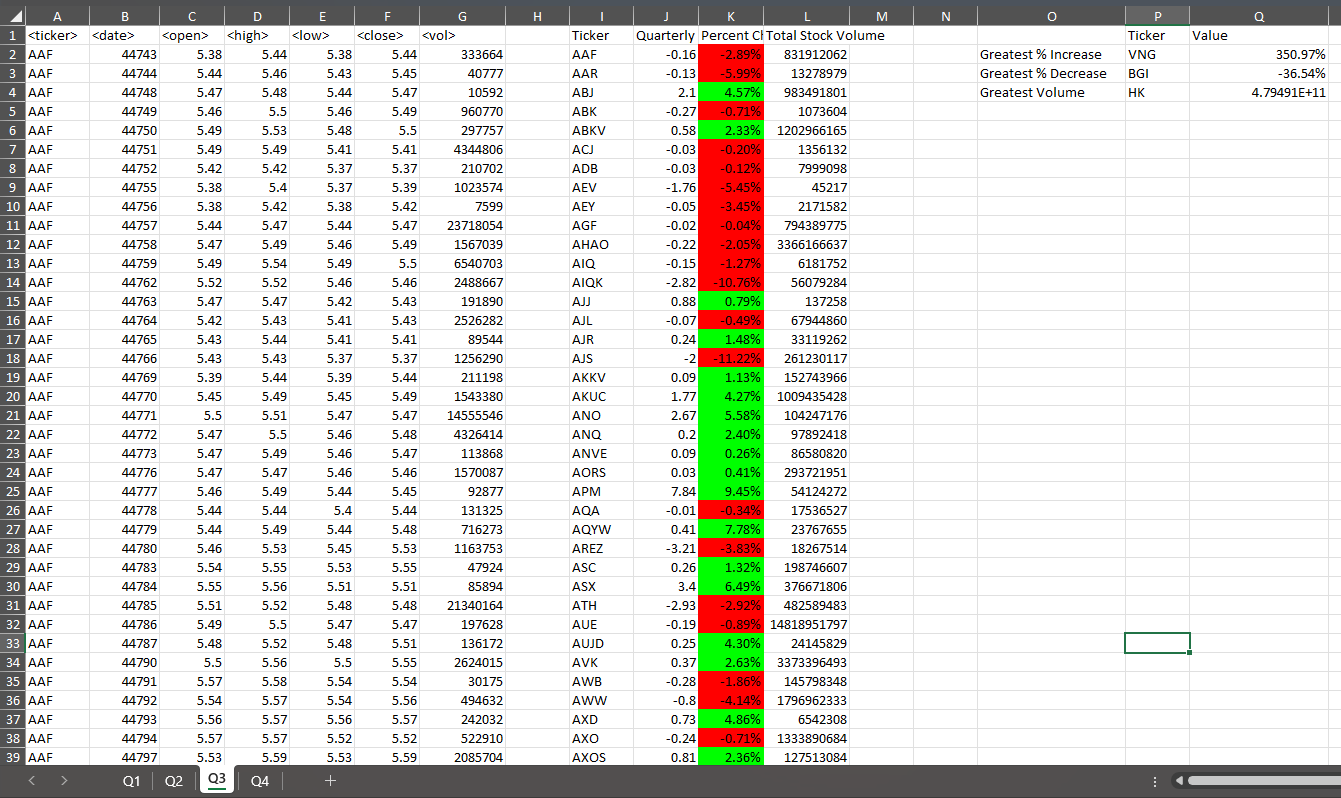 A B C D E F G H I J K L M N O P Q
1 <ticker> <date> <open> <high> <low> <close> <vol> Ticker Quarterly Percent Cl Total Stock Volume Ticker Value
2 AAF 44743 5.38 5.44 5.38 5.44 333664 AAF -0.16 -2.89% 831912062 Greatest % Increase VNG 350.97%
3 AAF 44744 5.44 5.46 5.43 5.45 40777 AAR -0.13 -5.99% 13278979 Greatest % Decrease BGI -36.54%
4 AAF 44748 5.47 5.48 5.44 5.47 10592 ABJ 2.1 4.57% 983491801 Greatest Volume HK 4.79491E+11
5 AAF 44749 5.46 5.5 5.46 5.49 960770 ABK -0.27 -0.71% 1073604
6 AAF 44750 5.49 5.53 5.48 5.5 297757 ABKV 0.58 2.33% 1202966165
7 AAF 44751 5.49 5.49 5.41 5.41 4344806 ACJ -0.03 -0.20% 1356132
8 AAF 44752 5.42 5.42 5.37 5.37 210702 ADB -0.03 -0.12% 7999098
9 AAF 44755 5.38 5.4 5.37 5.39 1023574 AEV -1.76 -5.45% 45217
10 AAF 44756 5.38 5.42 5.38 5.42 7599 AEY -0.05 -3.45% 2171582
11 AAF 44757 5.44 5.47 5.44 5.47 23718054 AGF -0.02 -0.04% 794389775
12 AAF 44758 5.47 5.49 5.46 5.49 1567039 AHAO -0.22 -2.05% 3366166637
13 AAF 44759 5.49 5.54 5.49 5.5 6540703 AIQ -0.15 -1.27% 6181752
14 AAF 44762 5.52 5.52 5.46 5.46 2488667 AIQK -2.82 -10.76% 56079284
15 AAF 44763 5.47 5.47 5.42 5.43 191890 AJJ 0.88 0.79% 137258
16 AAF 44764 5.42 5.43 5.41 5.43 2526282 AJL -0.07 -0.49% 67944860
17 AAF 44765 5.43 5.44 5.41 5.41 89544 AJR 0.24 1.48% 33119262
18 AAF 44766 5.43 5.43 5.37 5.37 1256290 AJS -2 -11.22% 261230117
19 AAF 44769 5.39 5.44 5.39 5.44 211198 AKKV 0.09 1.13% 152743966
20 AAF 44770 5.45 5.49 5.45 5.49 1543380 AKUC 1.77 4.27% 1009435428
21 AAF 44771 5.5 5.51 5.47 5.47 14555546 ANO 2.67 5.58% 104247176
22 AAF 44772 5.47 5.5 5.46 5.48 4326414 ANQ 0.2 2.40% 97892418
23 AAF 44773 5.47 5.49 5.46 5.47 113868 ANVE 0.09 0.26% 86580820
24 AAF 44776 5.47 5.47 5.46 5.46 1570087 AORS 0.03 0.41% 293721951
25 AAF 44777 5.46 5.49 5.44 5.45 92877 APM 7.84 9.45% 54124272
26 AAF 44778 5.44 5.44 5.4 5.44 131325 AQA -0.01 -0.34% 17536527
27 AAF 44779 5.44 5.49 5.44 5.48 716273 AQYW 0.41 7.78% 23767655
28 AAF 44780 5.46 5.53 5.45 5.53 1163753 AREZ -3.21 -3.83% 18267514
29 AAF 44783 5.54 5.55 5.53 5.55 47924 ASC 0.26 1.32% 198746607
30 AAF 44784 5.55 5.56 5.51 5.51 85894 ASX 3.4 6.49% 376671806
31 AAF 44785 5.51 5.52 5.48 5.48 21340164 ATH -2.93 -2.92% 482589483
32 AAF 44786 5.49 5.5 5.47 5.47 197628 AUE -0.19 -0.89% 14818951797
33 AAF 44787 5.48 5.52 5.48 5.51 136172 AUJD 0.25 4.30% 24145829
34 AAF 44790 5.5 5.56 5.5 5.55 2624015 AVK 0.37 2.63% 3373396493
35 AAF 44791 5.57 5.58 5.54 5.54 30175 AWB -0.28 -1.86% 145798348
36 AAF 44792 5.54 5.57 5.54 5.56 494632 AWW -0.8 -4.14% 1796962333
37 AAF 44793 5.56 5.57 5.56 5.57 242032 AXD 0.73 4.86% 6542308
38 AAF 44794 5.57 5.57 5.52 5.52 522910 AXO -0.24 -0.71% 1333890684
39 AAF 44797 5.53 5.59 5.53 5.59 2085704 AXOS 0.81 2.36% 127513084
Q1 Q2 Q3 Q4